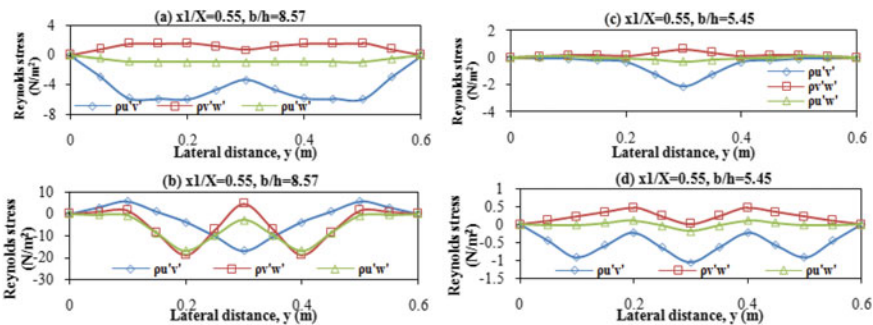 (a) x1/X=0.55, b/h=8.57
Reynolds stress
(N/m²)
4
0
-4
-8
ρu'v' ρv'w' ρu'w'
0 0.2 0.4 0.6
Lateral distance, y (m)
(c) x1/X=0.55, b/h=5.45
Reynolds stress
(N/m²)
4
2
0
-2
-4
ρu'v'
ρv'w'
ρu'w'
0 0.2 0.4 0.6
Lateral distance, y (m)
(b) x1/X=0.55, b/h=8.57
Reynolds stress
(N/m²)
10
0
-10
-20
-30
ρu'v' ρv'w' ρu'w'
0 0.2 0.4 0.6
Lateral distance, y (m)
(d) x1/X=0.55, b/h=5.45
Reynolds stress
(N/m²)
1
0.5
0
-0.5
-1
-1.5
ρu'v' ρv'w' ρu'w'
0 0.2 0.4 0.6
Lateral distance, y (m)